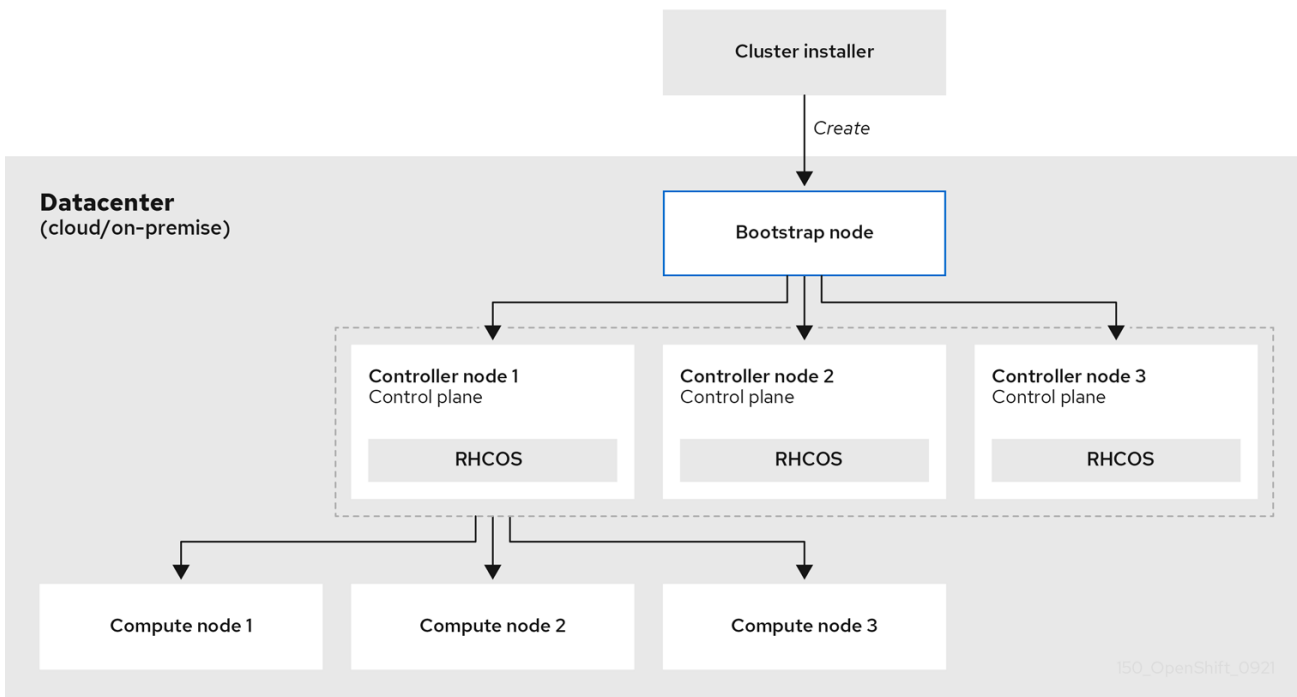 Cluster installer
Create
Datacenter
(cloud/on-premise)
Bootstrap node
Controller node 1
Control plane
RHCOS
Controller node 2
Control plane
RHCOS
Controller node 3
Control plane
RHCOS
Compute node 1
Compute node 2
Compute node 3
150_OpenShift_0921